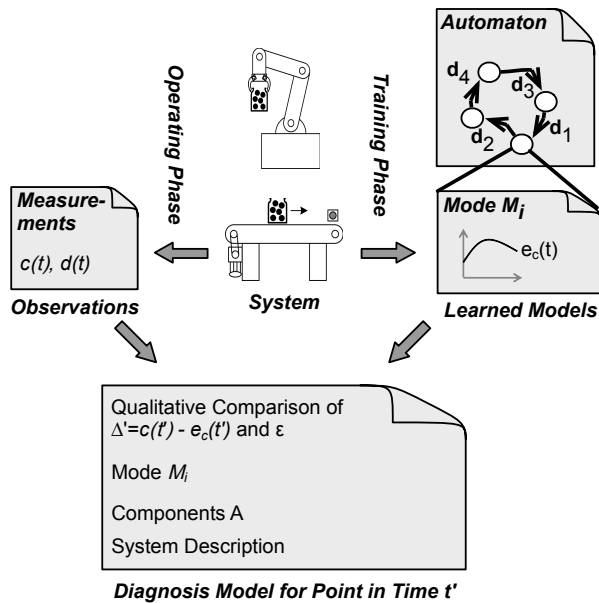 Automaton
d4
d3
d2
d1
Operating Phase
Training Phase
Measure-
ments
c(t), d(t)
Observations
System
Mode Mi
ec(t)
Learned Models
Qualitative Comparison of
Δ'=c(t') - ec(t') and ε
Mode Mi
Components A
System Description
Diagnosis Model for Point in Time t'